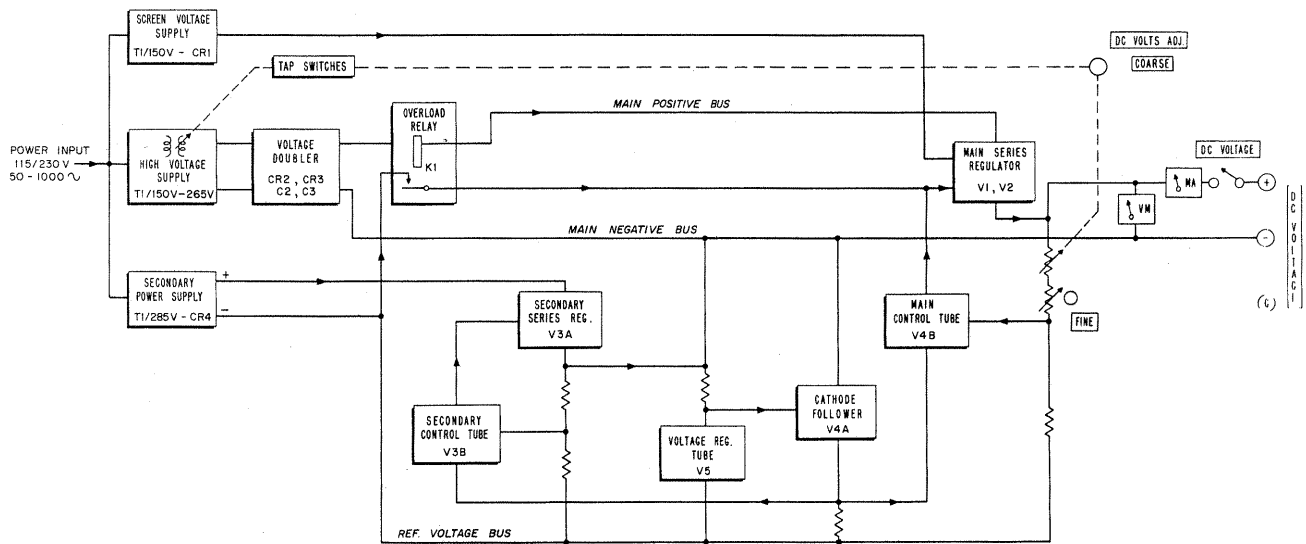 SCREEN VOLTAGE
SUPPLY
T1/150V - CR1
TAP SWITCHES
DC VOLTS ADJ.
COARSE
POWER INPUT
115/230 V
50-1000 ~
HIGH VOLTAGE
SUPPLY
T1/150V-265V
VOLTAGE
DOUBLER
CR2, CR3
C2, C3
OVERLOAD
RELAY
K1
MAIN POSITIVE BUS
MAIN SERIES
REGULATOR
V1, V2
DC VOLTAGE
MA
+
VM
MAIN NEGATIVE BUS
-
DC VOLTAGE
(G)
SECONDARY
POWER SUPPLY
T1/285V - CR4
+
-
SECONDARY
SERIES REG.
V3A
MAIN
CONTROL TUBE
V4B
FINE
SECONDARY
CONTROL TUBE
V3B
VOLTAGE REG.
TUBE
V5
CATHODE
FOLLOWER
V4A
REF. VOLTAGE BUS